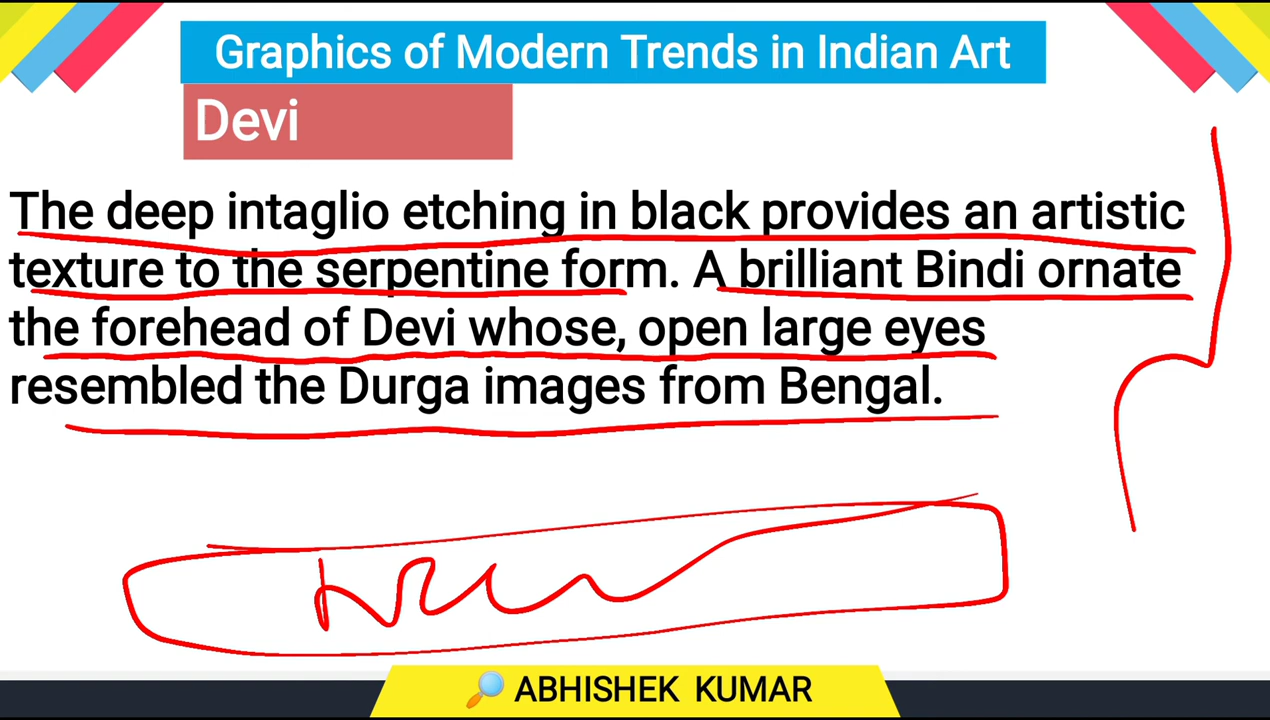 Graphics of Modern Trends in Indian Art
Devi
The deep intaglio etching in black provides an artistic
texture to the serpentine form. A brilliant Bindi ornate
the forehead of Devi whose, open large eyes
resembled the Durga images from Bengal.
ABHISHEK KUMAR